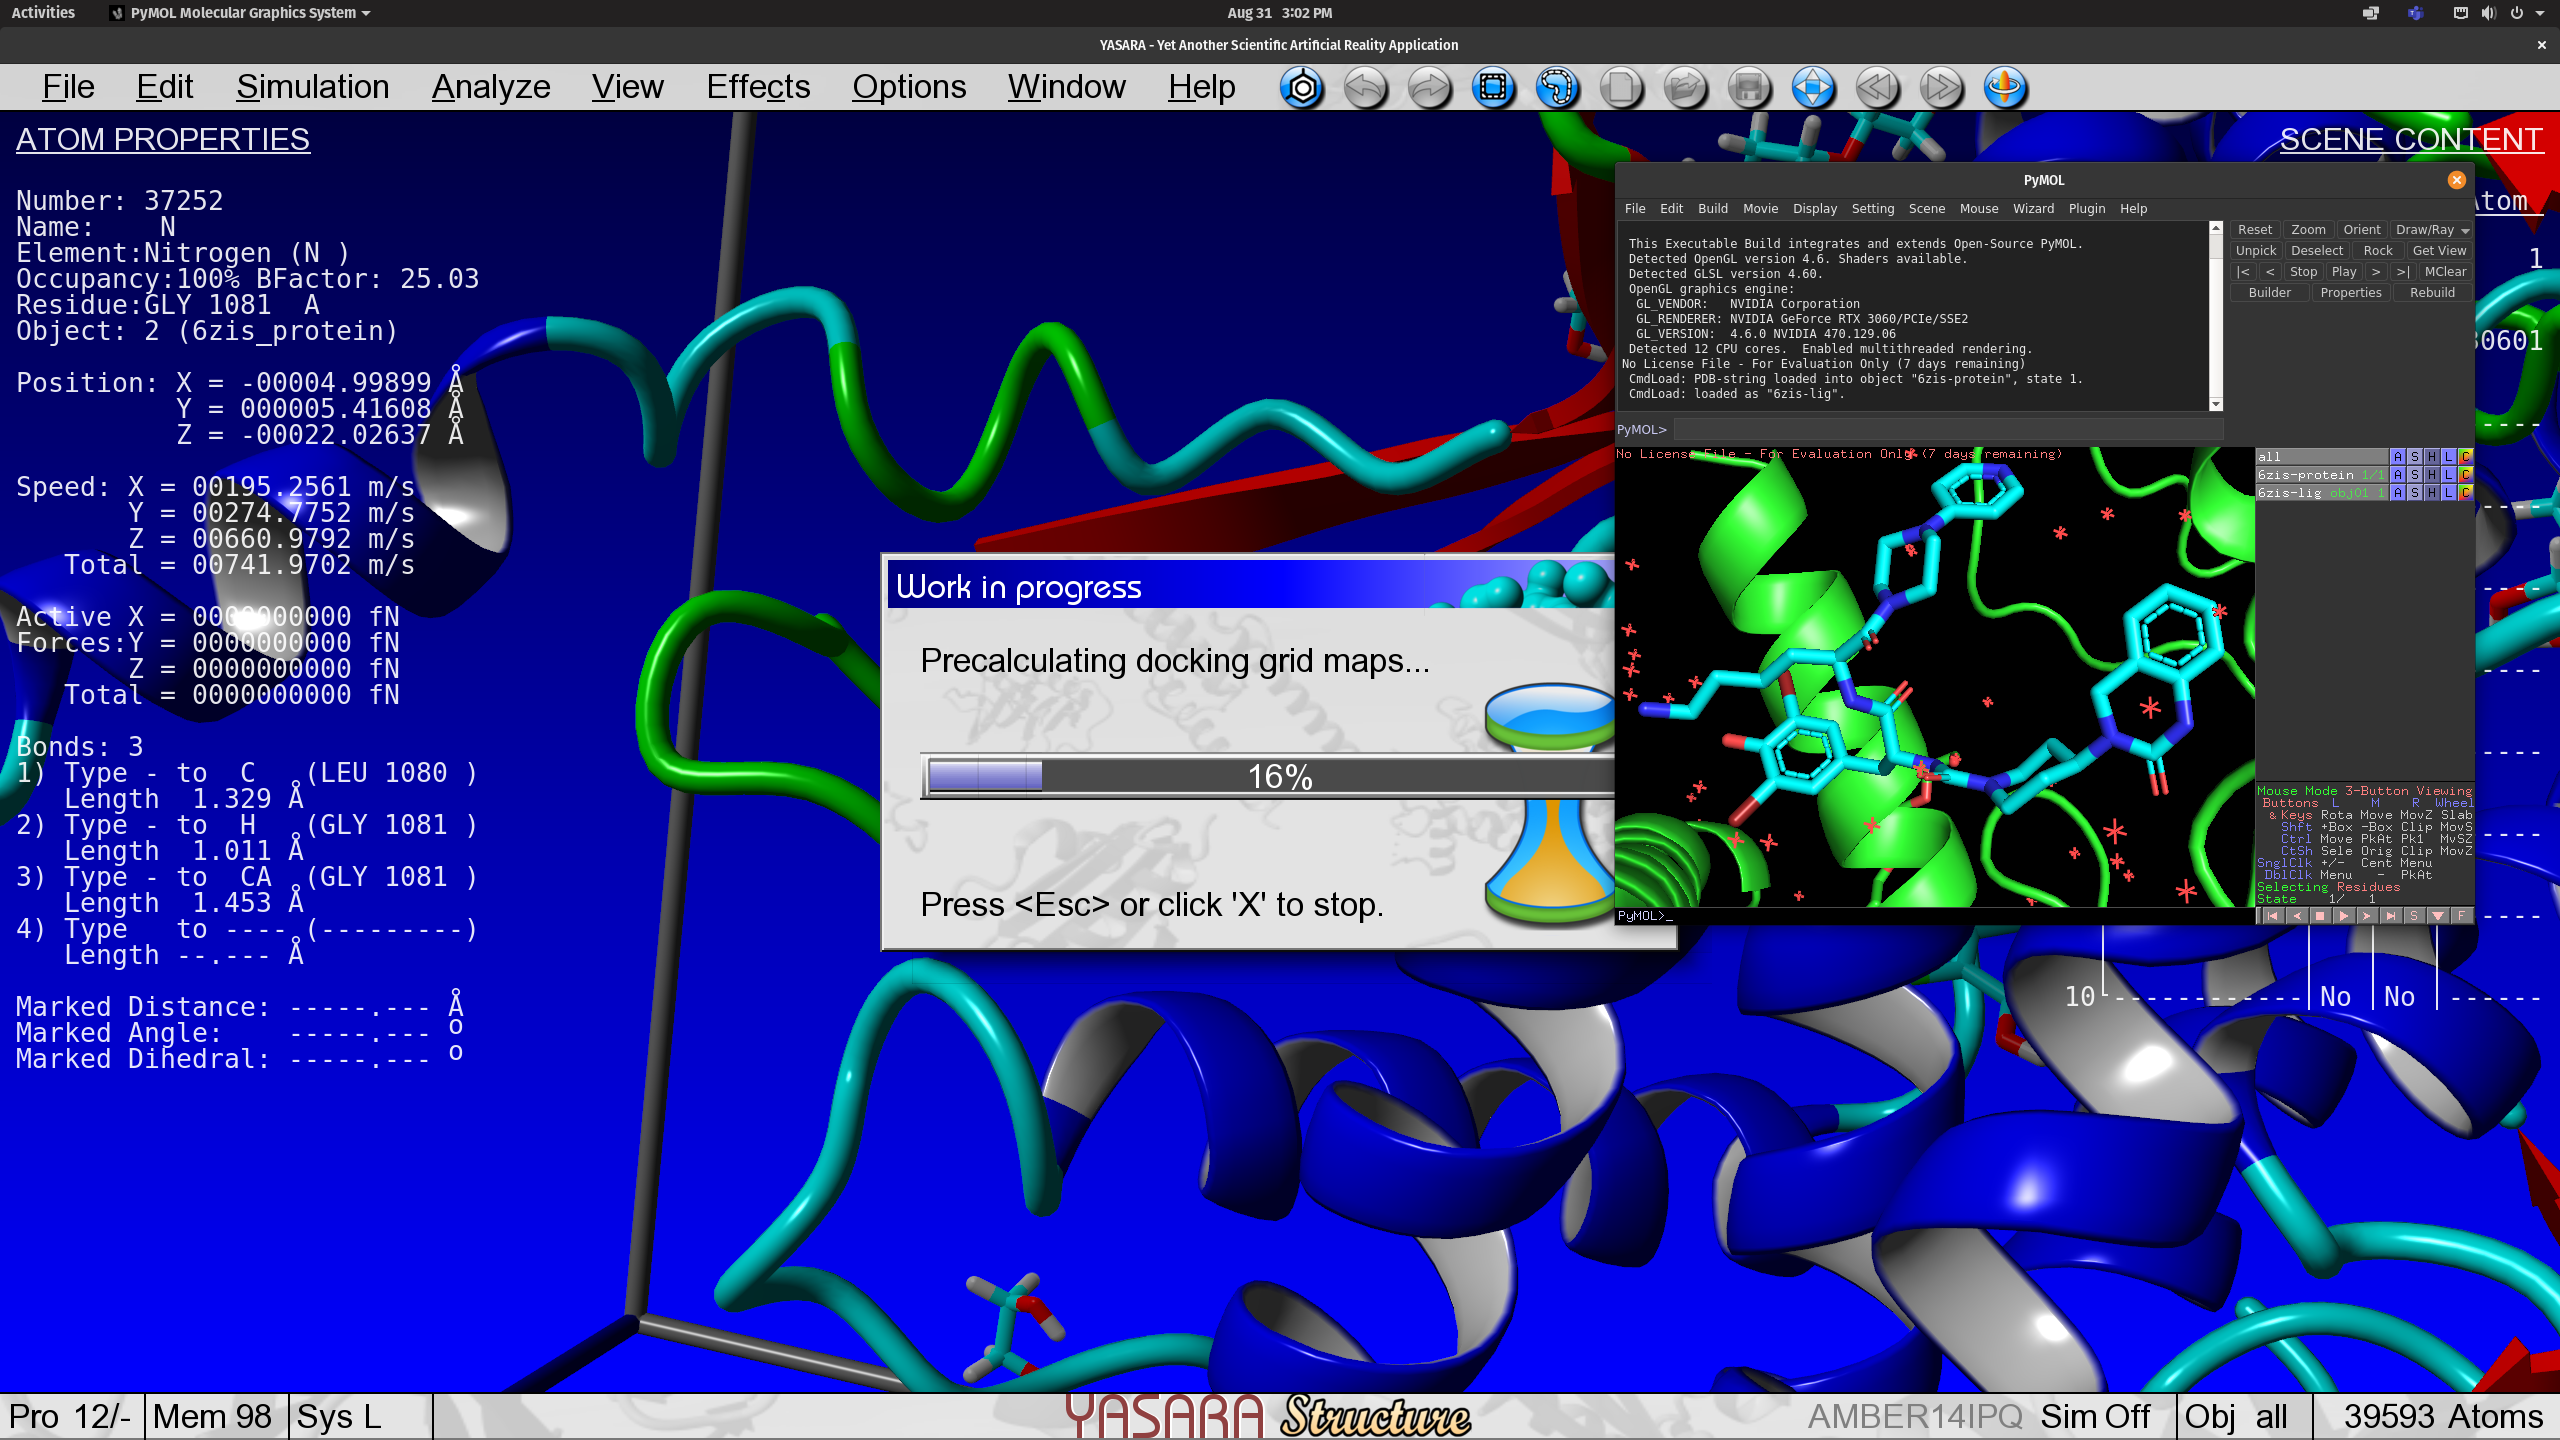 Activities PyMOL Molecular Graphics System Aug 31 3:02 PM
YASARA - Yet Another Scientific Artificial Reality Application
File Edit Simulation Analyze View Effects Options Window Help
ATOM PROPERTIES
Number: 37252
Name: N
Element:Nitrogen (N )
Occupancy:100% BFactor: 25.03
Residue:GLY 1081 A
Object: 2 (6zis_protein)
Position: X = -00004.99899 Å
Y = 000005.41608 Å
Z = -00022.02637 Å
Speed: X = 00195.2561 m/s
Y = 00274.7752 m/s
Z = 00660.9792 m/s
Total = 00741.9702 m/s
Active X = 0000000000 fN
Forces:Y = 0000000000 fN
Z = 0000000000 fN
Total = 0000000000 fN
Bonds: 3
1) Type - to C .(LEU 1080 )
Length 1.329 Å
2) Type - to H .(GLY 1081 )
Length 1.011 Å
3) Type - to CA .(GLY 1081 )
Length 1.453 Å
4) Type to ----.(---------)
Length --.--- Å
Marked Distance: -----.--- Å
Marked Angle: -----.--- o
Marked Dihedral: -----.--- o
Work in progress
Precalculating docking grid maps...
16%
Press <Esc> or click 'X' to stop.
SCENE CONTENT
Atom
1
30601
10 ------------ No No ------
PyMOL
File Edit Build Movie Display Setting Scene Mouse Wizard Plugin Help
This Executable Build integrates and extends Open-Source PyMOL.
Detected OpenGL version 4.6. Shaders available.
Detected GLSL version 4.60.
OpenGL graphics engine:
GL_VENDOR: NVIDIA Corporation
GL_RENDERER: NVIDIA GeForce RTX 3060/PCIe/SSE2
GL_VERSION: 4.6.0 NVIDIA 470.129.06
Detected 12 CPU cores. Enabled multithreaded rendering.
No License File - For Evaluation Only (7 days remaining)
CmdLoad: PDB-string loaded into object "6zis-protein", state 1.
CmdLoad: loaded as "6zis-lig".
PyMOL>
Reset Zoom Orient Draw/Ray
Unpick Deselect Rock Get View
|< < Stop Play > >| MClear
Builder Properties Rebuild
No License File - For Evaluation Only (7 days remaining)
all A S H L C
6zis-protein 1/1 A S H L C
6zis-lig obj01 1 A S H L C
Mouse Mode 3-Button Viewing
Buttons L M R Wheel
& Keys Rota Move MovZ Slab
Shft +Box -Box Clip MovS
Ctrl Move PkAt Pk1 MvSZ
CtSh Sele Orig Clip MovZ
SnglClk +/- Cent Menu
DblClk Menu - PkAt
Selecting Residues
State 1/ 1
PyMOL>_
S F
Pro 12/- Mem 98 Sys L YASARA Structure AMBER14IPQ Sim Off Obj all 39593 Atoms